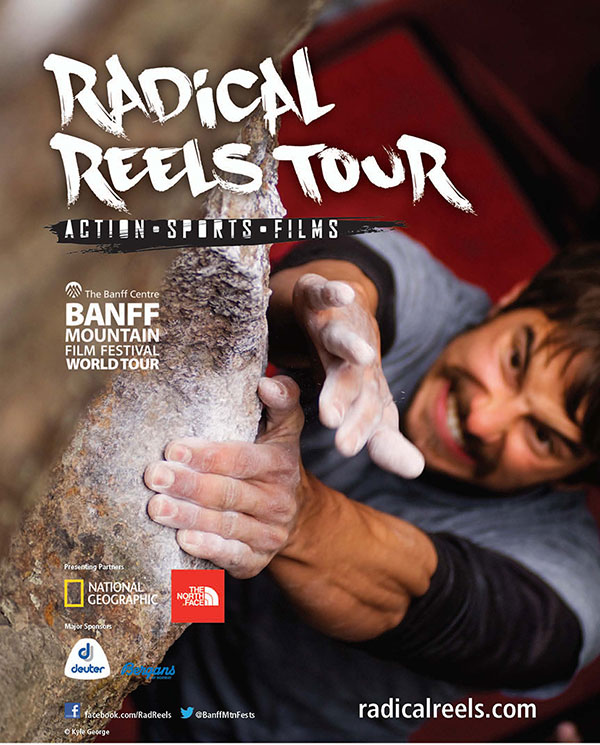 RADiCAL
REELS TOUR
ACTION • SPORTS • FILMS
The Banff Centre
BANFF
MOUNTAIN
FILM FESTIVAL
WORLD TOUR
Presenting Partners
NATIONAL
GEOGRAPHIC
THE
NORTH
FACE
Major Sponsors
deuter
Bergans
facebook.com/RadReels
@BanffMtnFests
radicalreels.com
© Kyle George